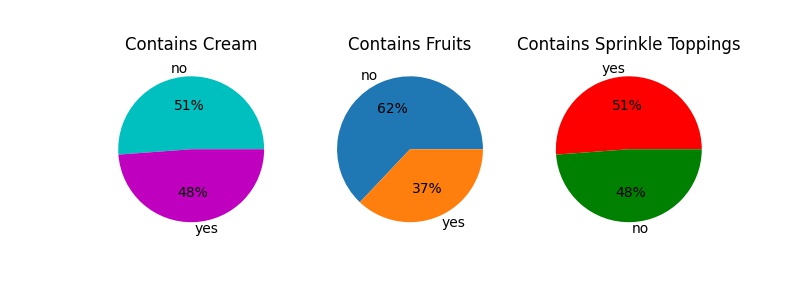 Contains Cream
no
51%
48%
yes
Contains Fruits
no
62%
37%
yes
Contains Sprinkle Toppings
yes
51%
48%
no